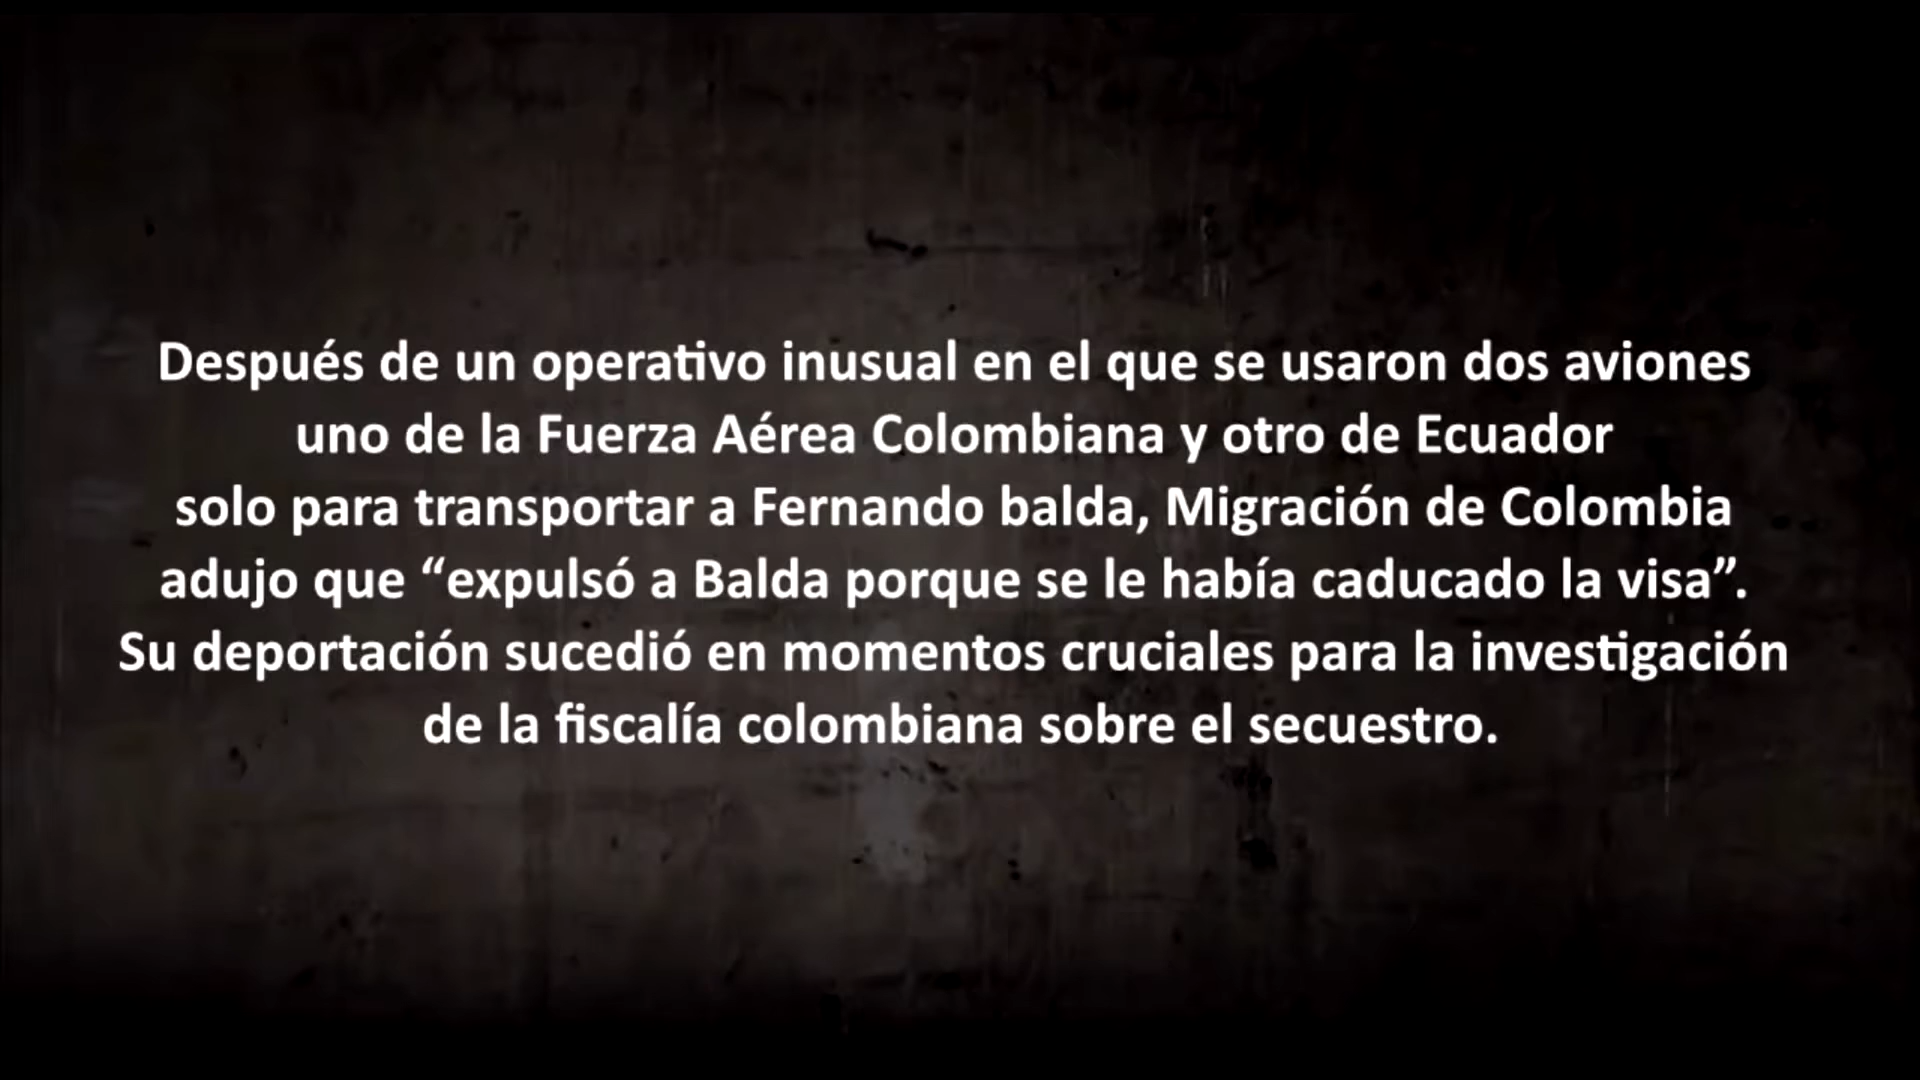 Después de un operativo inusual en el que se usaron dos aviones
uno de la Fuerza Aérea Colombiana y otro de Ecuador
solo para transportar a Fernando balda, Migración de Colombia
adujo que “expulsó a Balda porque se le había caducado la visa”.
Su deportación sucedió en momentos cruciales para la investigación
de la fiscalía colombiana sobre el secuestro.